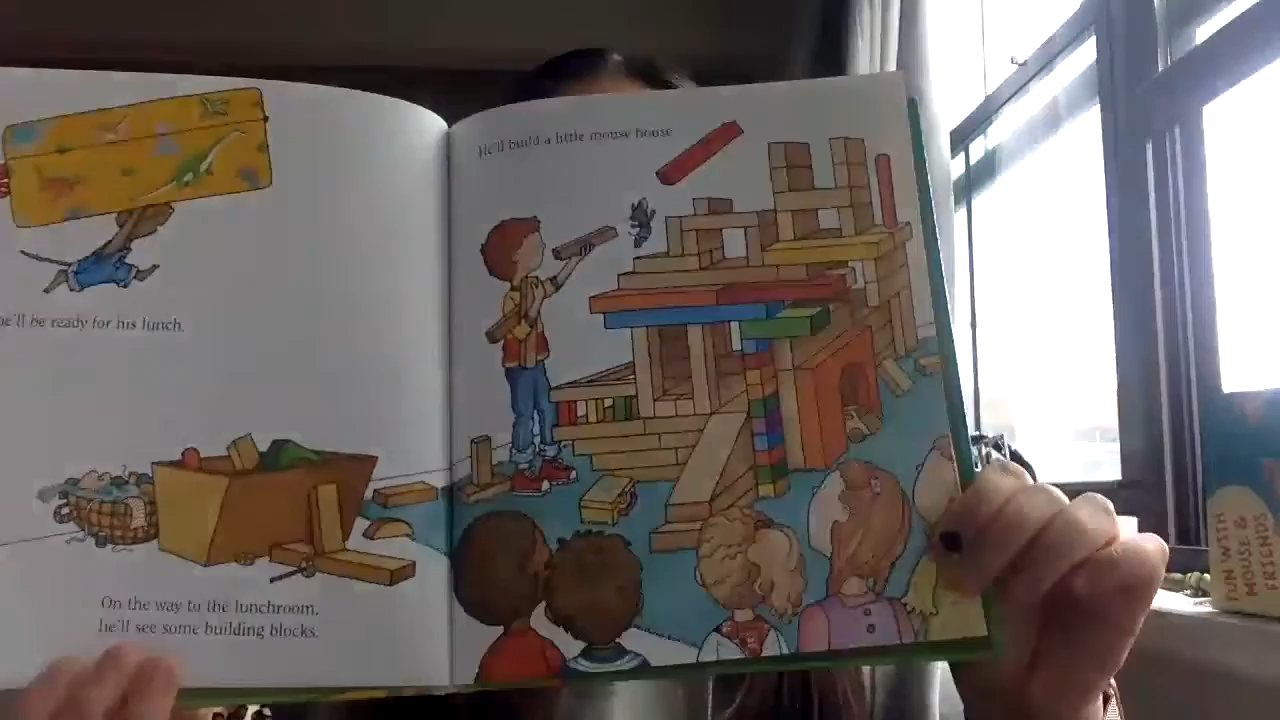 he'll be ready for his lunch.
On the way to the lunchroom,
he'll see some building blocks.
He'll build a little mouse house
FUN WITH
MOUSE &
FRIENDS